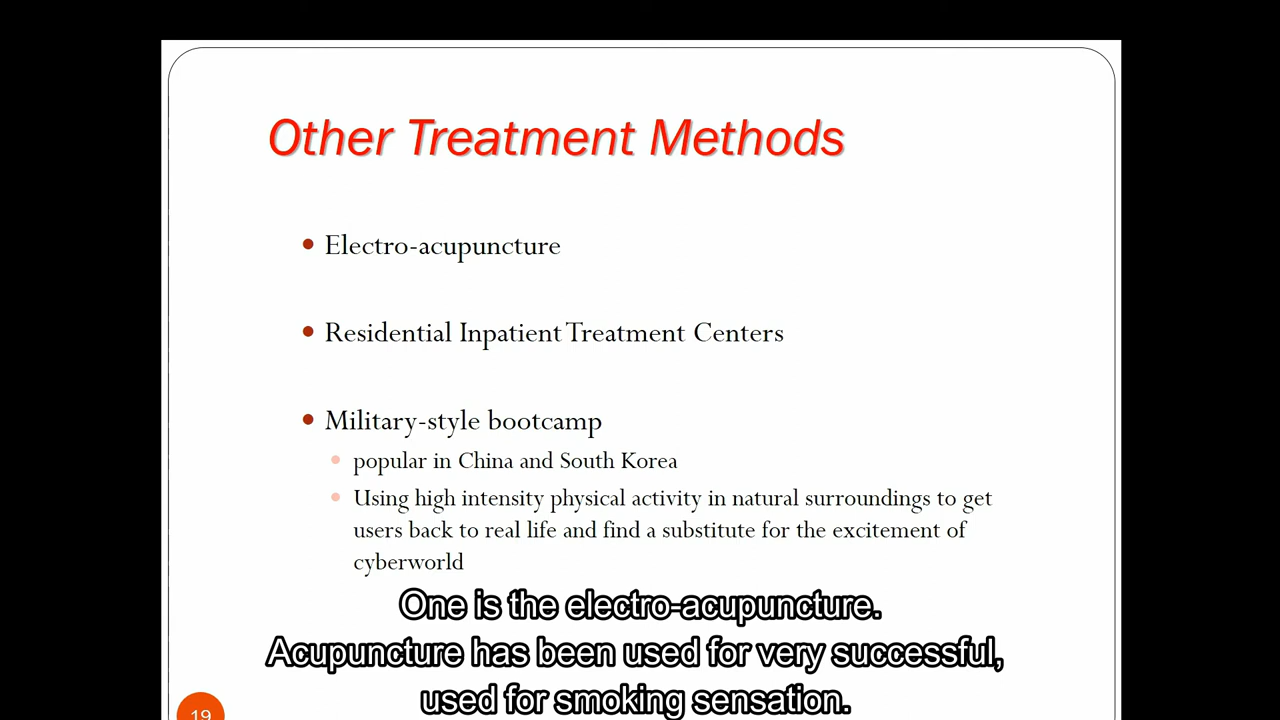 Other Treatment Methods
Electro-acupuncture
Residential Inpatient Treatment Centers
Military-style bootcamp
popular in China and South Korea
Using high intensity physical activity in natural surroundings to get
users back to real life and find a substitute for the excitement of
cyberworld
One is the electro-acupuncture.
Acupuncture has been used for very successful,
used for smoking sensation.
19